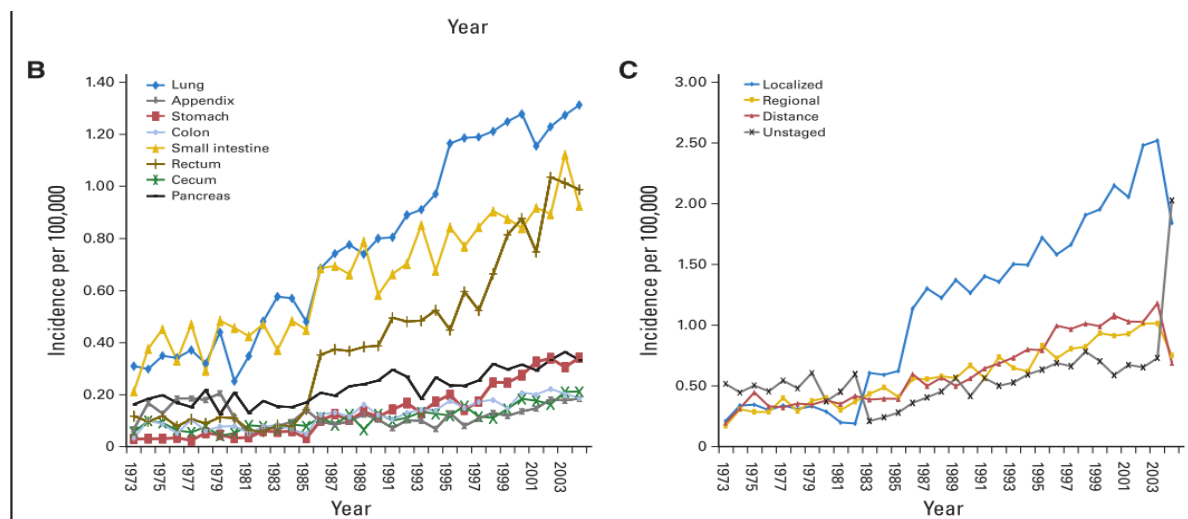 Year
B
1.40
1.20
1.00
0.80
0.60
0.40
0.20
0
Incidence per 100,000
Lung
Appendix
Stomach
Colon
Small intestine
Rectum
Cecum
Pancreas
1973
1975
1977
1979
1981
1983
1985
1987
1989
1991
1993
1995
1997
1999
2001
2003
Year
C
3.00
2.50
2.00
1.50
1.00
0.50
0
Incidence per 100,000
Localized
Regional
Distance
Unstaged
1973
1975
1977
1979
1981
1983
1985
1987
1989
1991
1993
1995
1997
1999
2001
2003
Year